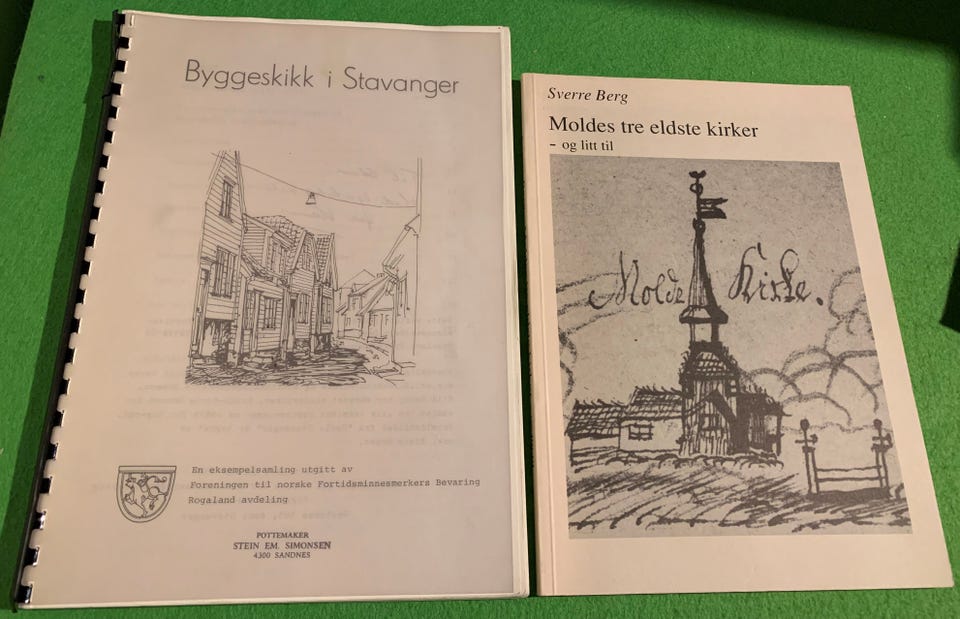 Byggeskikk i Stavanger
En eksempelsamling utgitt av
Foreningen til norske Fortidsminnesmerkers Bevaring
Rogaland avdeling
POTTEMAKER
STEIN EM. SIMONSEN
4300 SANDNES
Sverre Berg
Moldes tre eldste kirker
- og litt til
Molde Kirke.